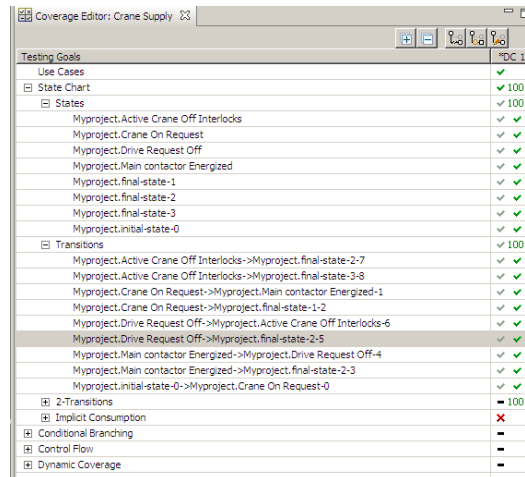 Coverage Editor: Crane Supply
Testing Goals *DC 1
Use Cases
State Chart 100
States 100
Myproject.Active Crane Off Interlocks
Myproject.Crane On Request
Myproject.Drive Request Off
Myproject.Main contactor Energized
Myproject.final-state-1
Myproject.final-state-2
Myproject.final-state-3
Myproject.initial-state-0
Transitions 100
Myproject.Active Crane Off Interlocks->Myproject.final-state-2-7
Myproject.Active Crane Off Interlocks->Myproject.final-state-3-8
Myproject.Crane On Request->Myproject.Main contactor Energized-1
Myproject.Crane On Request->Myproject.final-state-1-2
Myproject.Drive Request Off->Myproject.Active Crane Off Interlocks-6
Myproject.Drive Request Off->Myproject.final-state-2-5
Myproject.Main contactor Energized->Myproject.Drive Request Off-4
Myproject.Main contactor Energized->Myproject.final-state-2-3
Myproject.initial-state-0->Myproject.Crane On Request-0
2-Transitions 100
Implicit Consumption
Conditional Branching
Control Flow
Dynamic Coverage